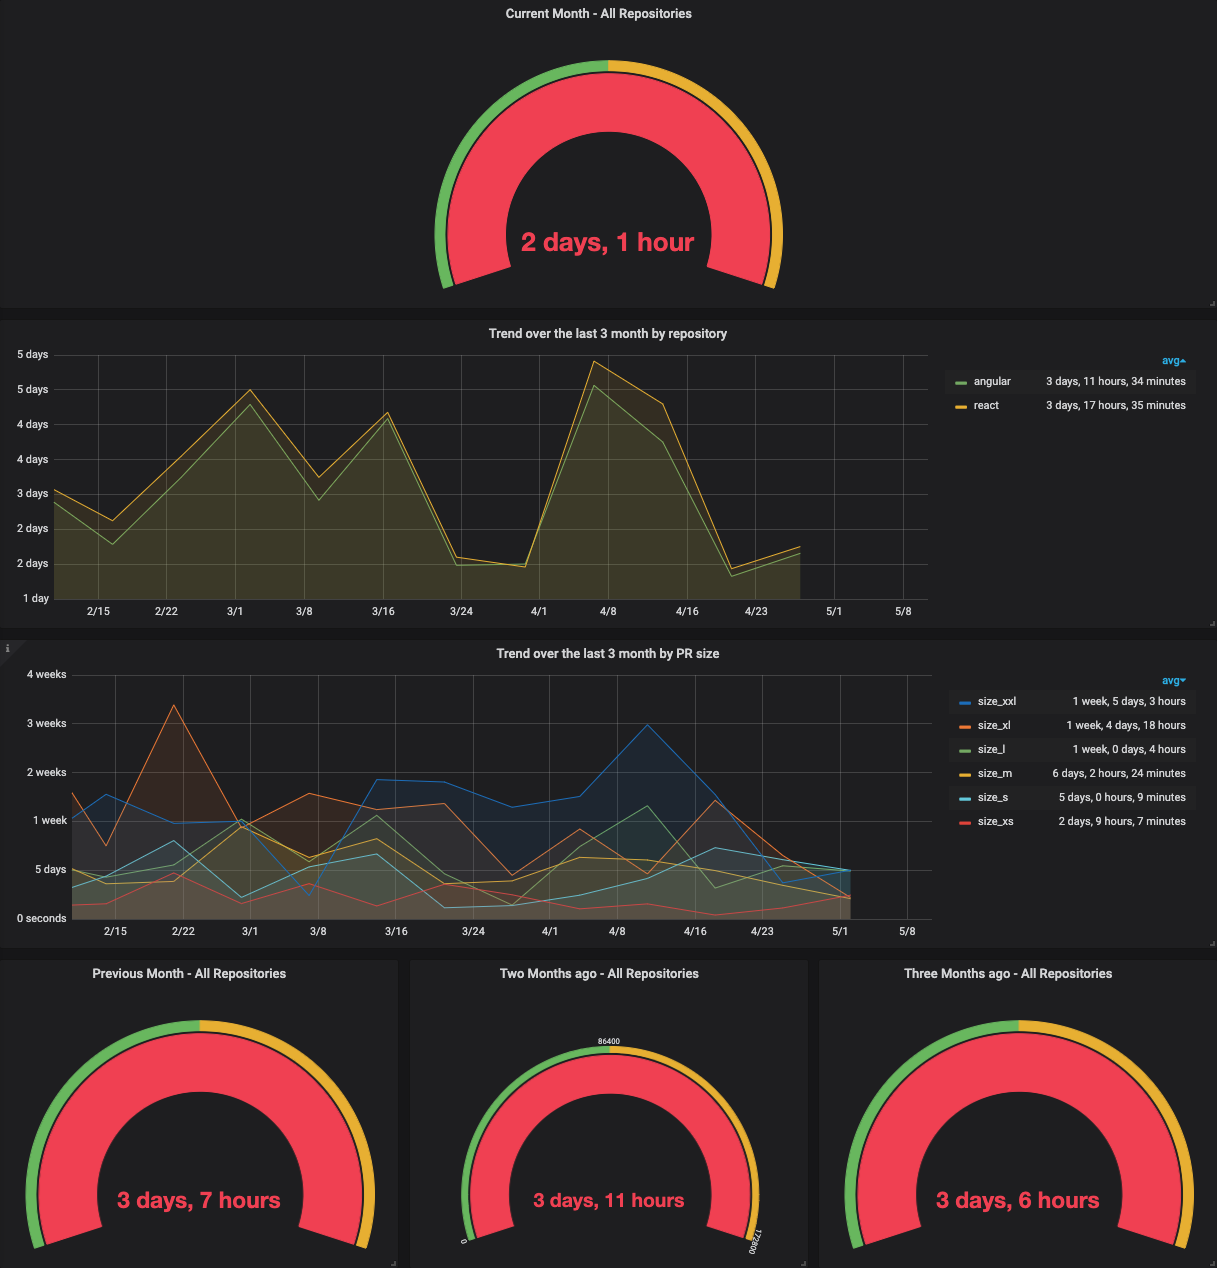 Current Month - All Repositories
2 days, 1 hour
Trend over the last 3 month by repository
5 days
5 days
4 days
4 days
3 days
2 days
2 days
1 day
2/15 2/22 3/1 3/8 3/16 3/24 4/1 4/8 4/16 4/23 5/1 5/8
avg
angular 3 days, 11 hours, 34 minutes
react 3 days, 17 hours, 35 minutes
i
Trend over the last 3 month by PR size
4 weeks
3 weeks
2 weeks
1 week
5 days
0 seconds
2/15 2/22 3/1 3/8 3/16 3/24 4/1 4/8 4/16 4/23 5/1 5/8
avg
size_xxl 1 week, 5 days, 3 hours
size_xl 1 week, 4 days, 18 hours
size_l 1 week, 0 days, 4 hours
size_m 6 days, 2 hours, 24 minutes
size_s 5 days, 0 hours, 9 minutes
size_xs 2 days, 9 hours, 7 minutes
Previous Month - All Repositories
3 days, 7 hours
Two Months ago - All Repositories
86400
3 days, 11 hours
0
172800
Three Months ago - All Repositories
3 days, 6 hours